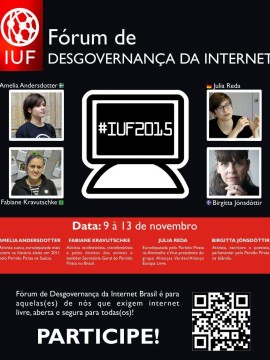 IUF
Fórum de
DESGOVERNANÇA DA INTERNET
Amelia Andersdotter
Julia Reda
#IUF2015
Fabiane Kravutschke
Birgitta Jónsdóttir
Data: 9 à 13 de novembro
AMELIA ANDERSDOTTER
FABIANE KRAVUTSCHKE
JULIA REDA
BIRGITTA JÓNSDÓTTIR
Fórum de Desgovernança da Internet Brasil é para
aquelas(es) de nós que exigem internet
livre, aberta e segura para todas(os)!
PARTICIPE!